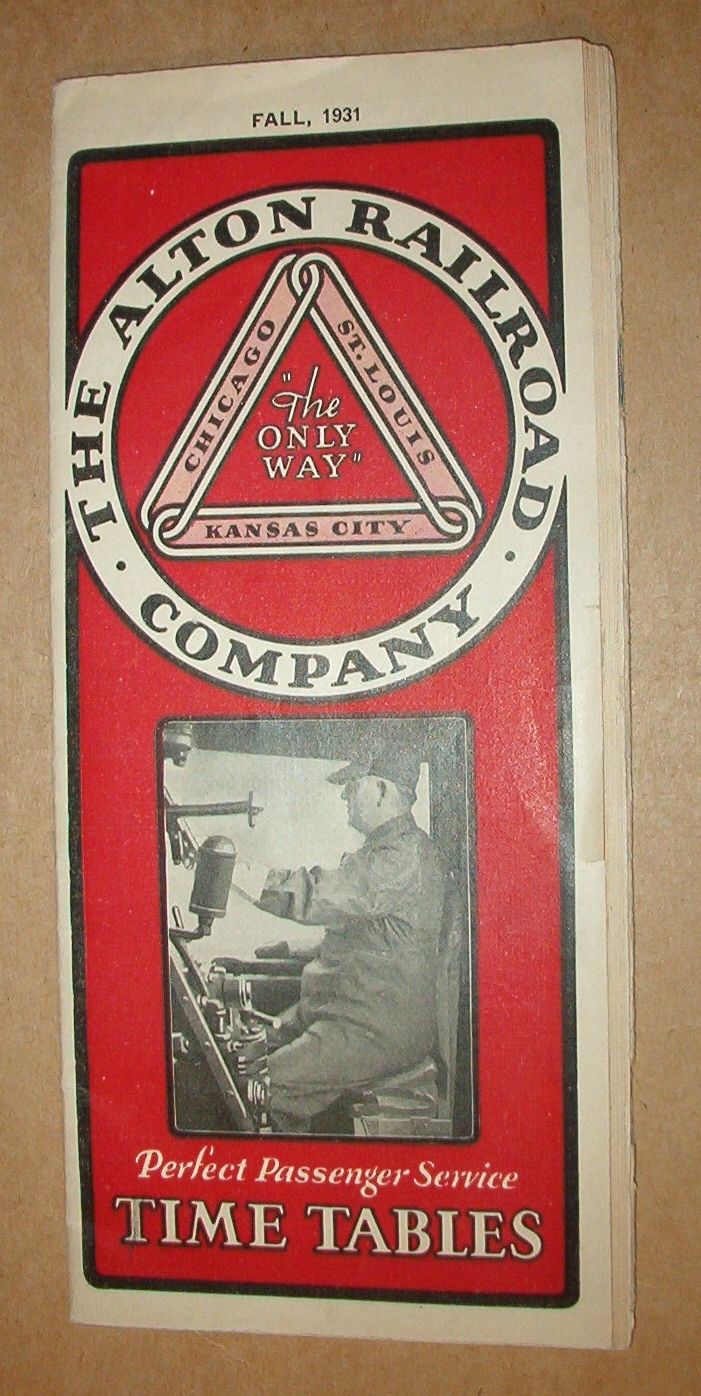 FALL, 1931
THE ALTON RAILROAD
COMPANY
CHICAGO
ST. LOUIS
"The
ONLY
WAY"
KANSAS CITY
Perfect Passenger Service
TIME TABLES